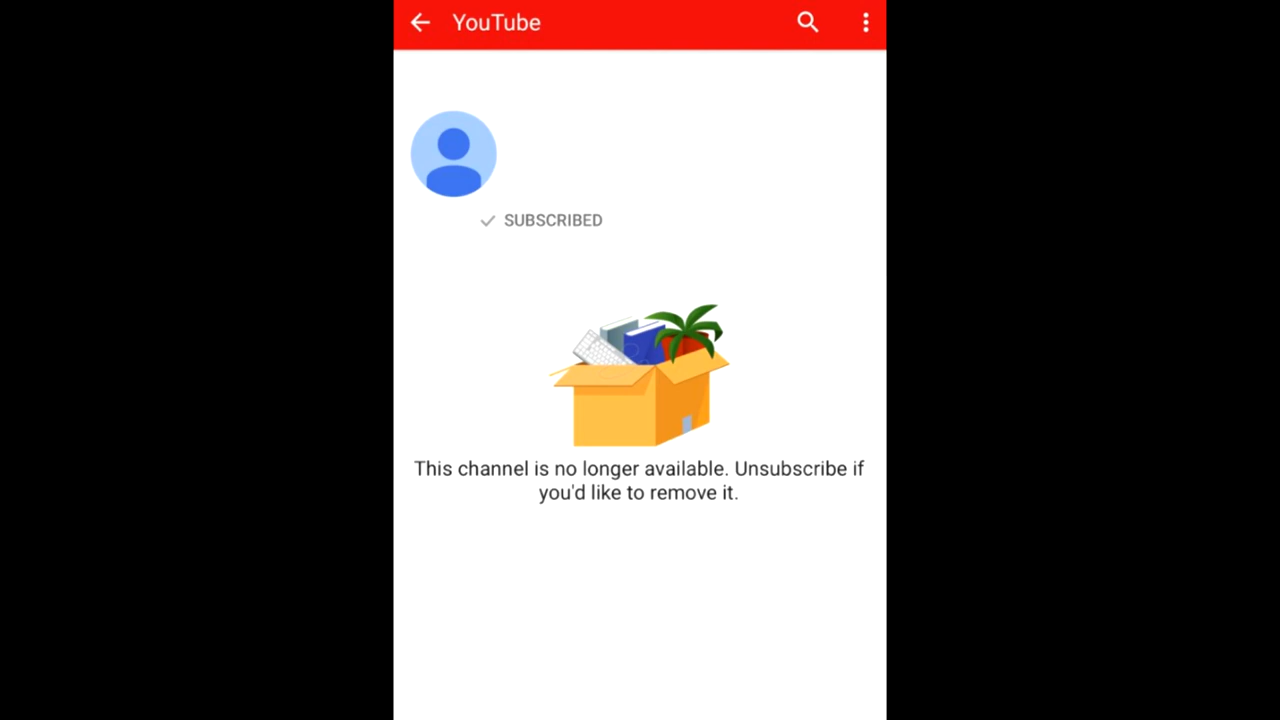 YouTube
SUBSCRIBED
This channel is no longer available. Unsubscribe if
you'd like to remove it.